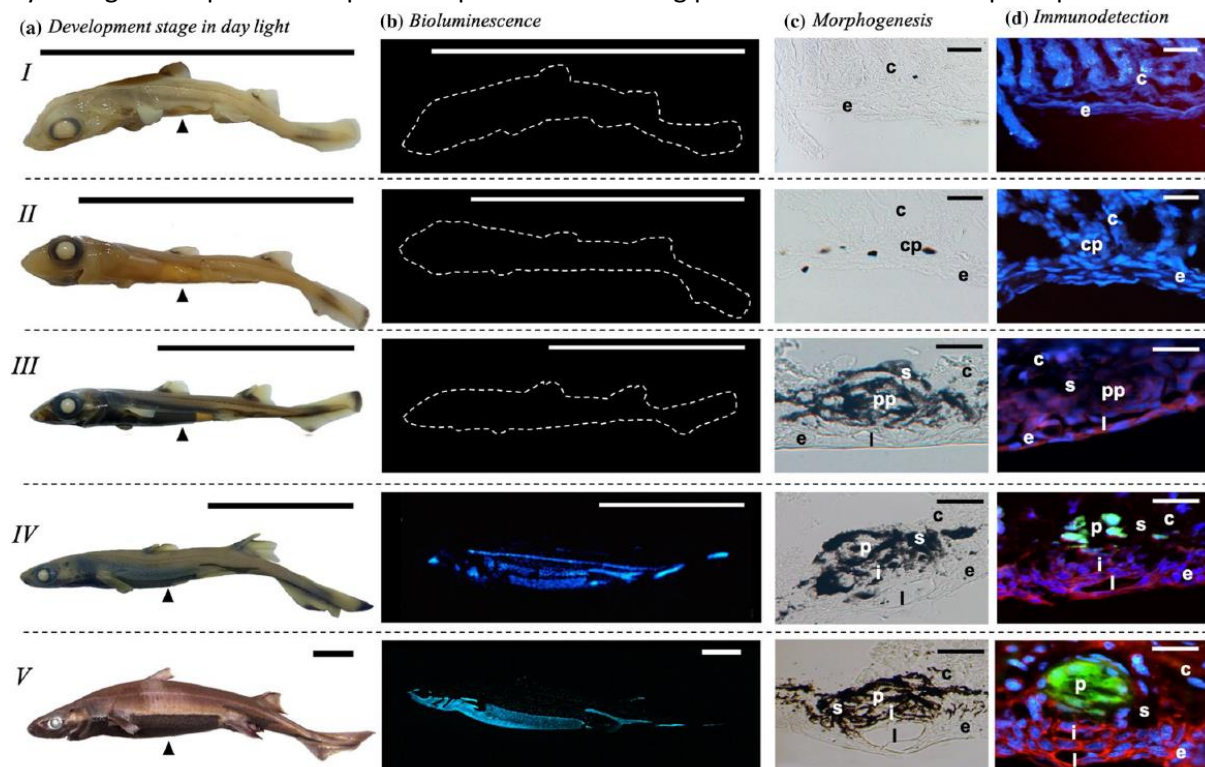 (a) Development stage in day light (b) Bioluminescence (c) Morphogenesis (d) Immunodetection
I
c
e
c
e
II
c
cp
e
c
cp
e
III
s
c
pp
e
l
c
s
pp
e
l
IV
c
s
p
i
e
l
p
s
c
i
e
l
V
c
p
s
i
e
l
c
p
s
i
e
l